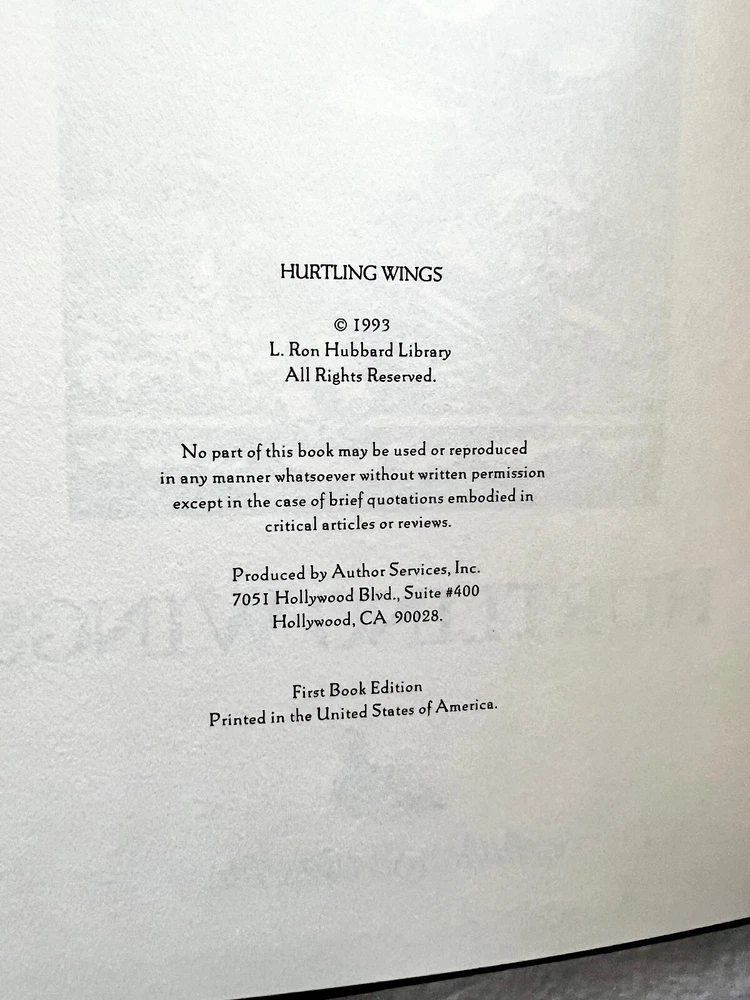 HURTLING WINGS
© 1993
L. Ron Hubbard Library
All Rights Reserved.
No part of this book may be used or reproduced
in any manner whatsoever without written permission
except in the case of brief quotations embodied in
critical articles or reviews.
Produced by Author Services, Inc.
7051 Hollywood Blvd., Suite #400
Hollywood, CA 90028.
First Book Edition
Printed in the United States of America.